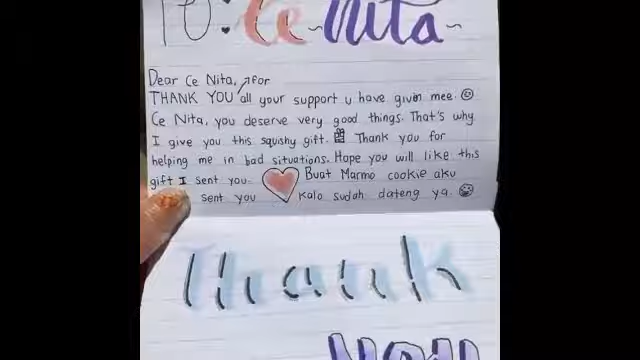 TO: Ce ~Nita~
Dear Ce Nita, for
THANK YOU all your support u have given mee.
Ce Nita, you deserve very good things. That's why
I give you this squishy gift. Thank you for
helping me in bad situations. Hope you will like this
gift I sent you. Buat Marmo cookie aku
sent you kalo sudah dateng ya.
Thank
YOU